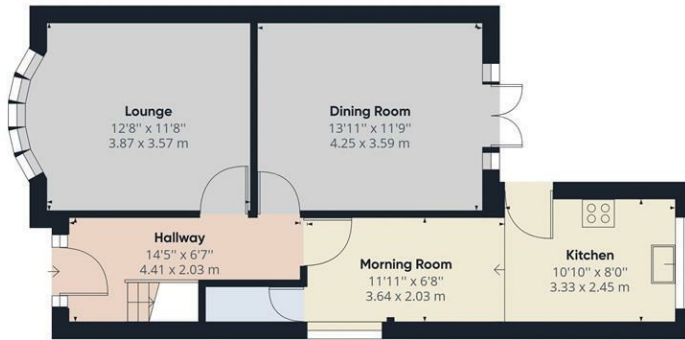 Lounge
12'8" x 11'8"
3.87 x 3.57 m
Dining Room
13'11" x 11'9"
4.25 x 3.59 m
Hallway
14'5" x 6'7"
4.41 x 2.03 m
Morning Room
11'11" x 6'8"
3.64 x 2.03 m
Kitchen
10'10" x 8'0"
3.33 x 2.45 m